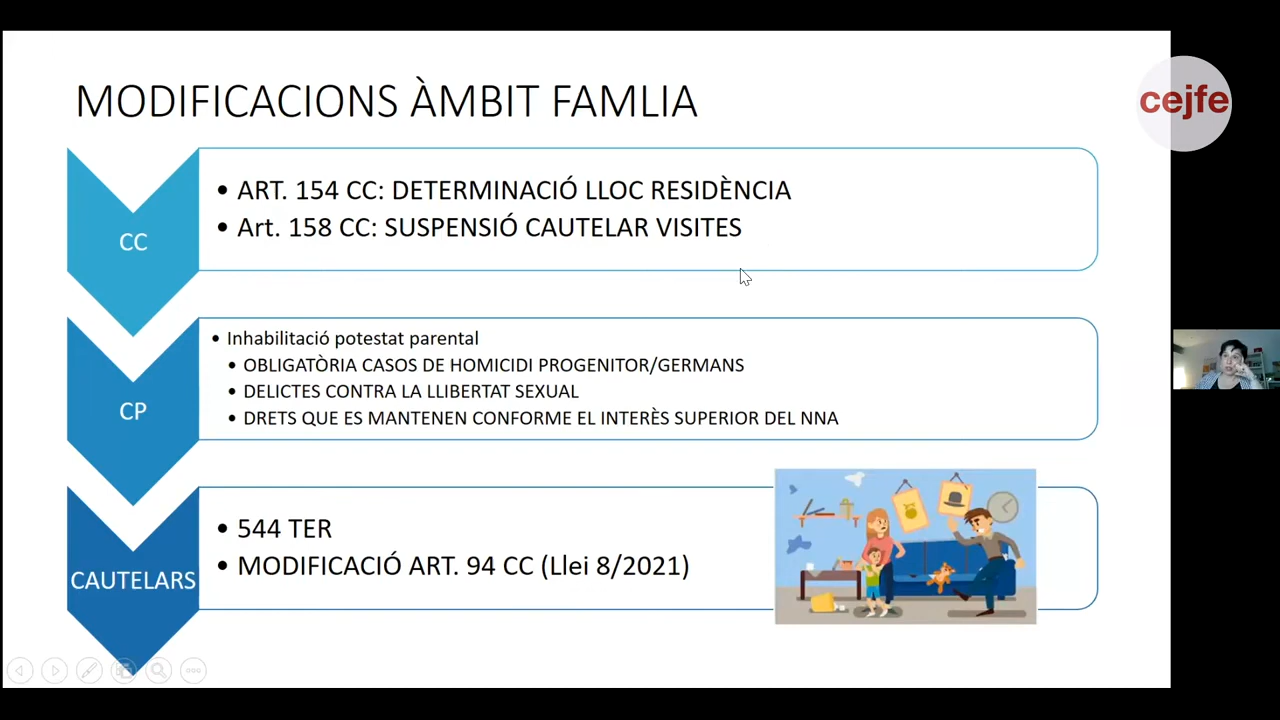 MODIFICACIONS ÀMBIT FAMLIA
cejfe
CC
• ART. 154 CC: DETERMINACIÓ LLOC RESIDÈNCIA
• Art. 158 CC: SUSPENSIÓ CAUTELAR VISITES
CP
• Inhabilitació potestat parental
• OBLIGATÒRIA CASOS DE HOMICIDI PROGENITOR/GERMANS
• DELICTES CONTRA LA LLIBERTAT SEXUAL
• DRETS QUE ES MANTENEN CONFORME EL INTERÈS SUPERIOR DEL NNA
CAUTELARS
• 544 TER
• MODIFICACIÓ ART. 94 CC (Llei 8/2021)